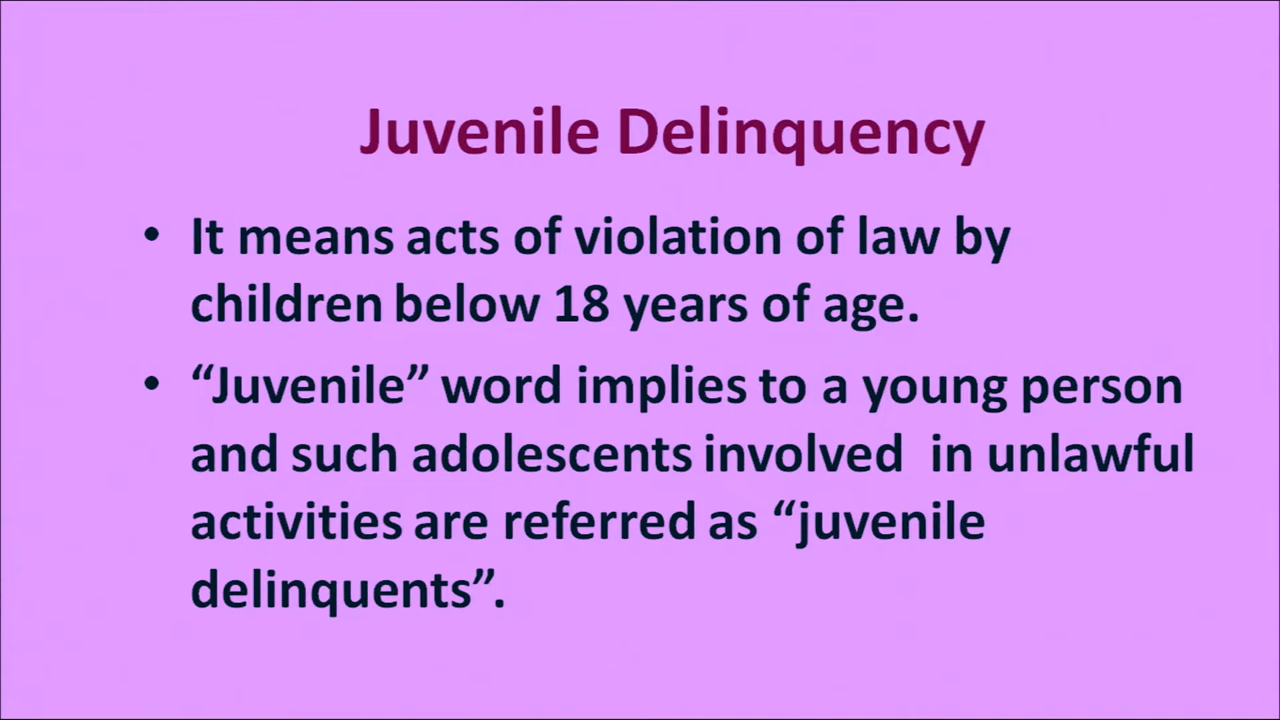 Juvenile Delinquency
• It means acts of violation of law by
children below 18 years of age.
• “Juvenile” word implies to a young person
and such adolescents involved in unlawful
activities are referred as “juvenile
delinquents”.